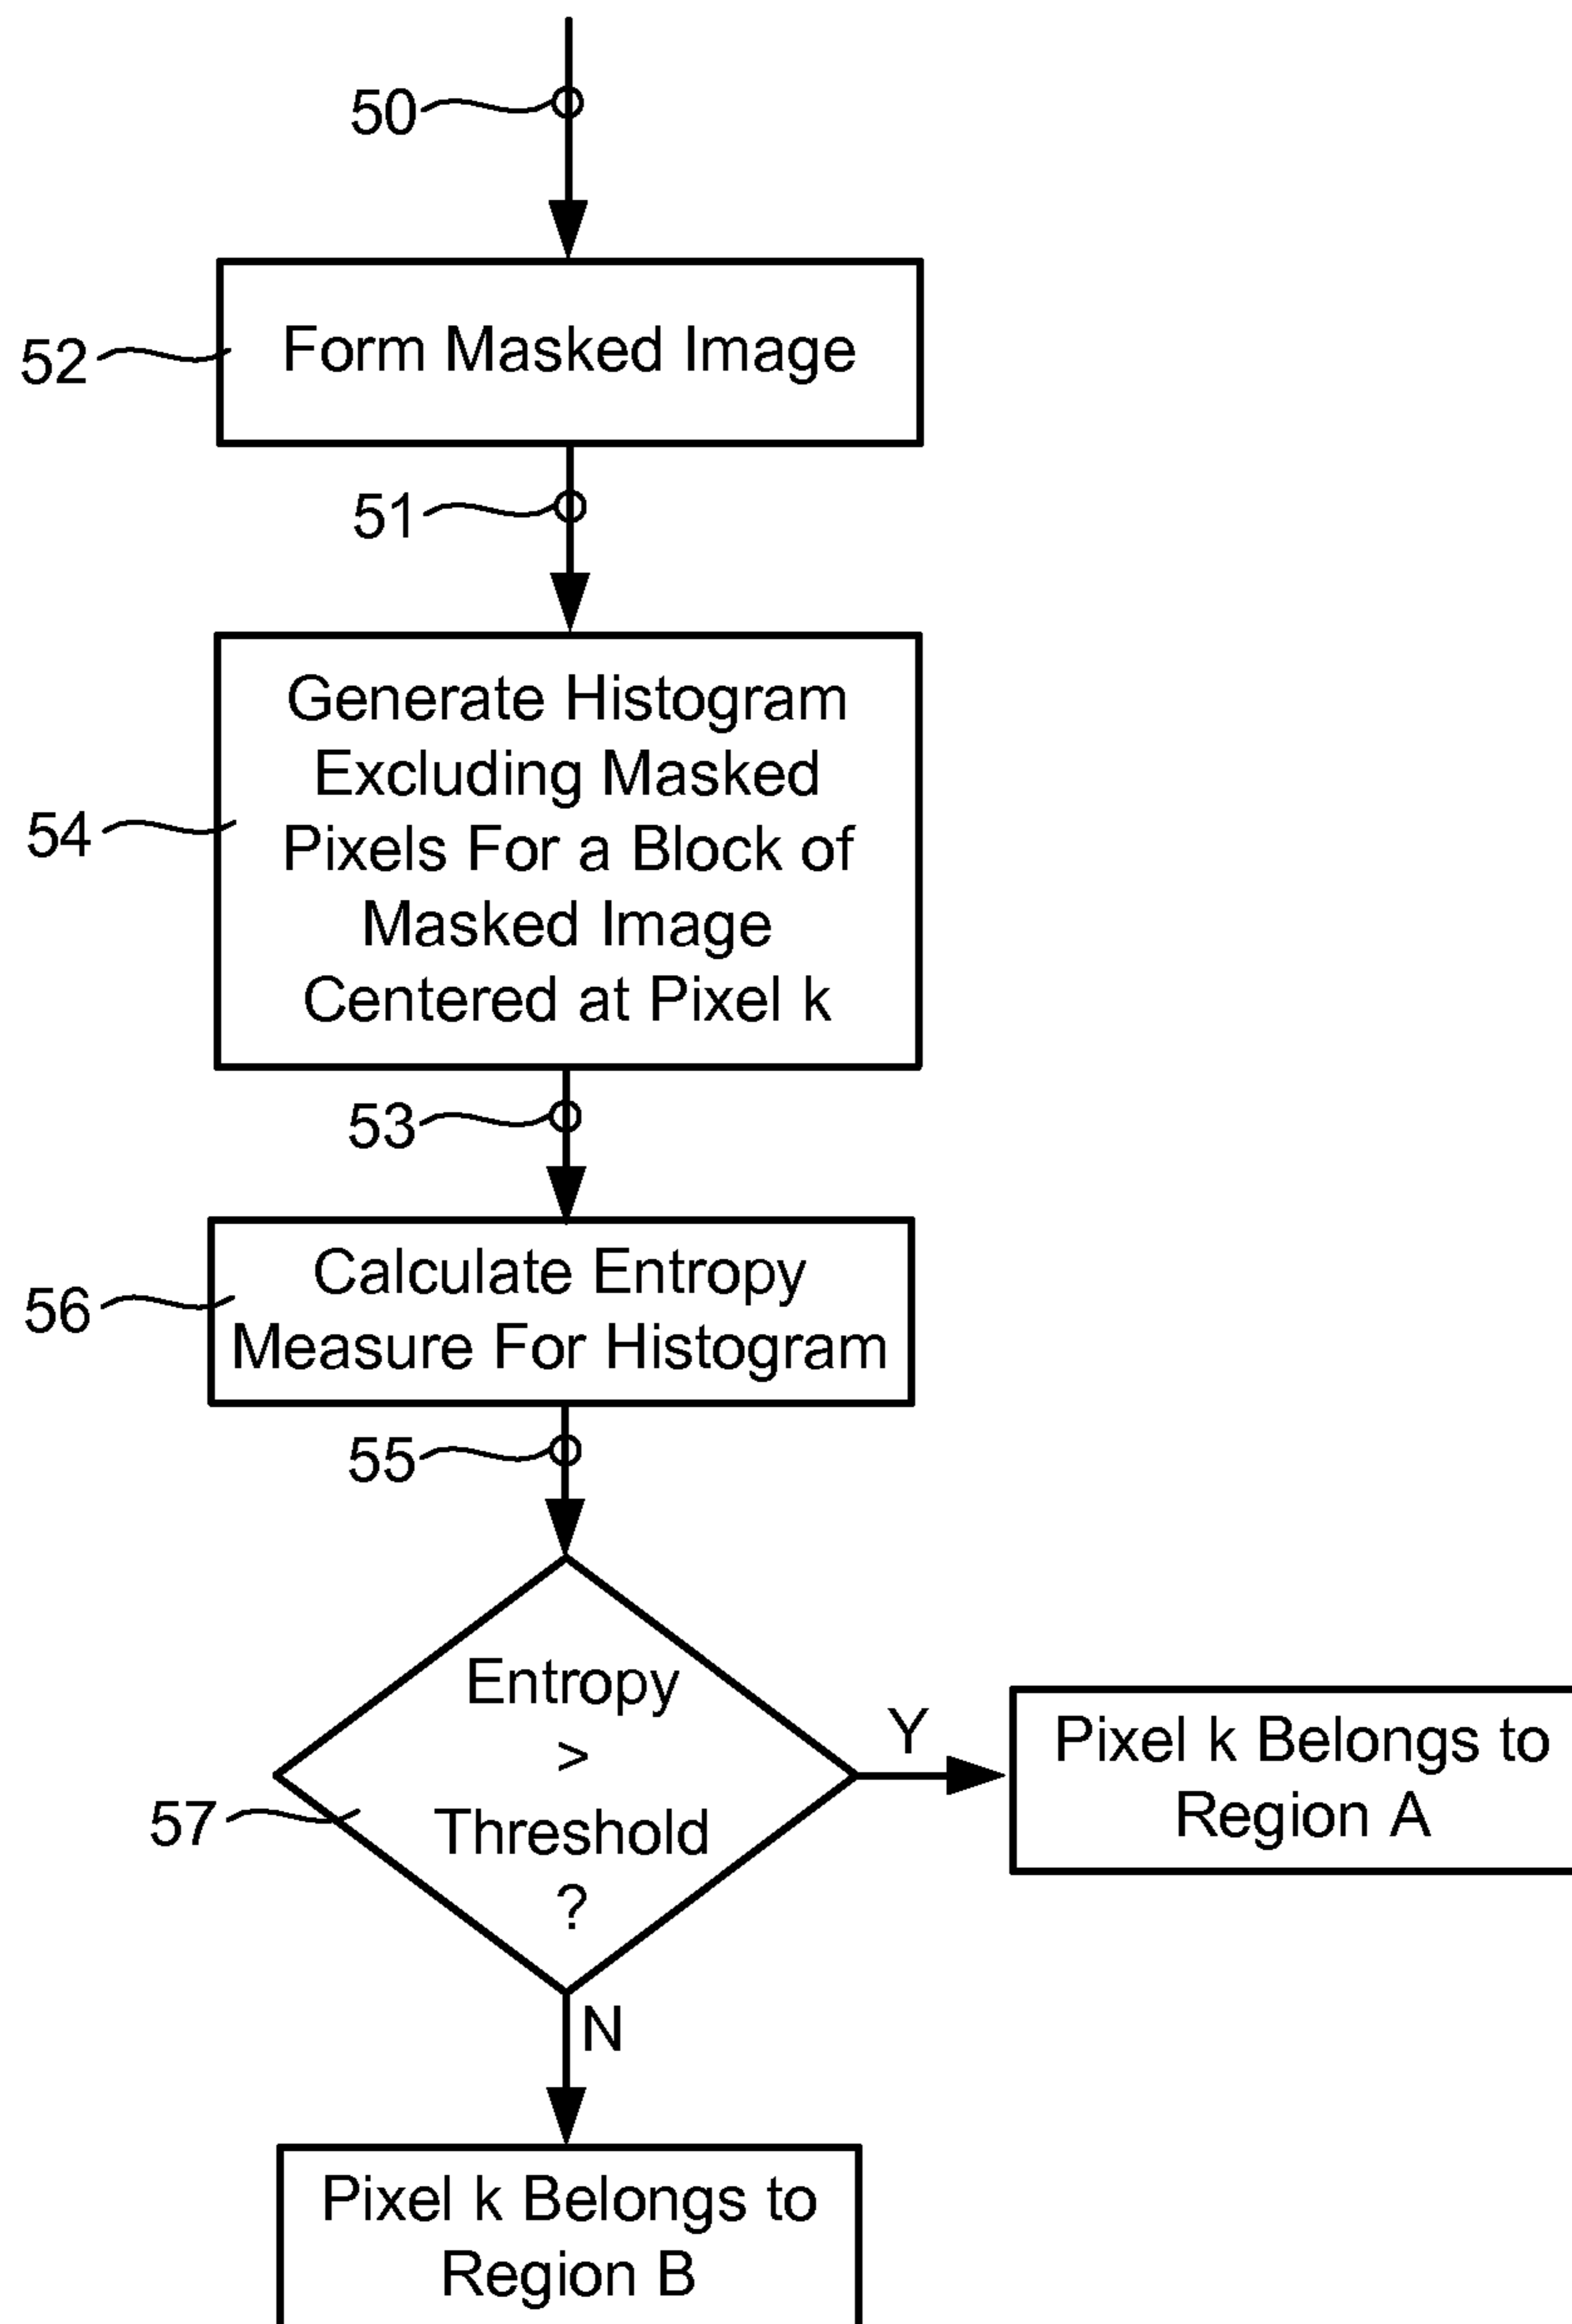 50
52
Form Masked Image
51
54
Generate Histogram
Excluding Masked
Pixels For a Block of
Masked Image
Centered at Pixel k
53
56
Calculate Entropy
Measure For Histogram
55
57
Entropy
>
Threshold
?
Y
Pixel k Belongs to
Region A
N
Pixel k Belongs to
Region B